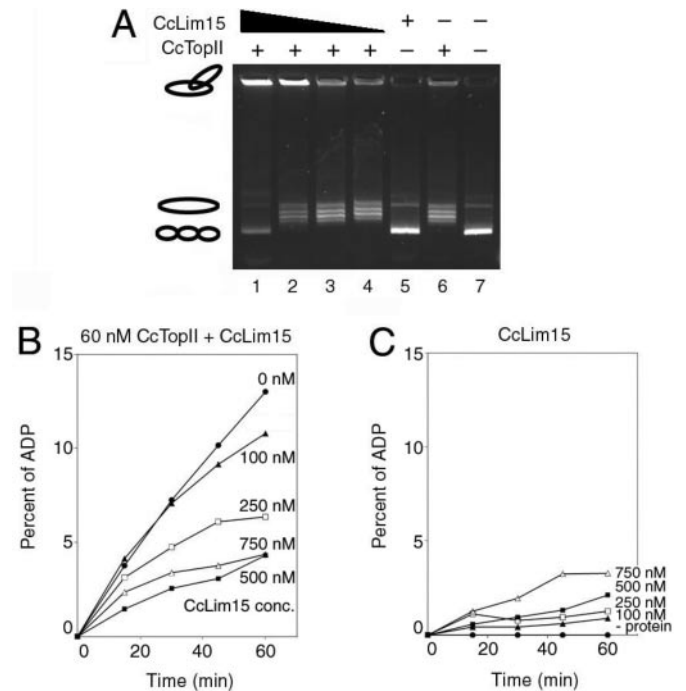 A
CcLim15 + − −
CcTopII + + + + − + −
1 2 3 4 5 6 7
B
60 nM CcTopII + CcLim15
15
10
5
0
Percent of ADP
0 nM
100 nM
250 nM
750 nM
500 nM
CcLim15 conc.
0 20 40 60
Time (min)
C
CcLim15
15
10
5
0
Percent of ADP
750 nM
500 nM
250 nM
100 nM
- protein
0 20 40 60
Time (min)